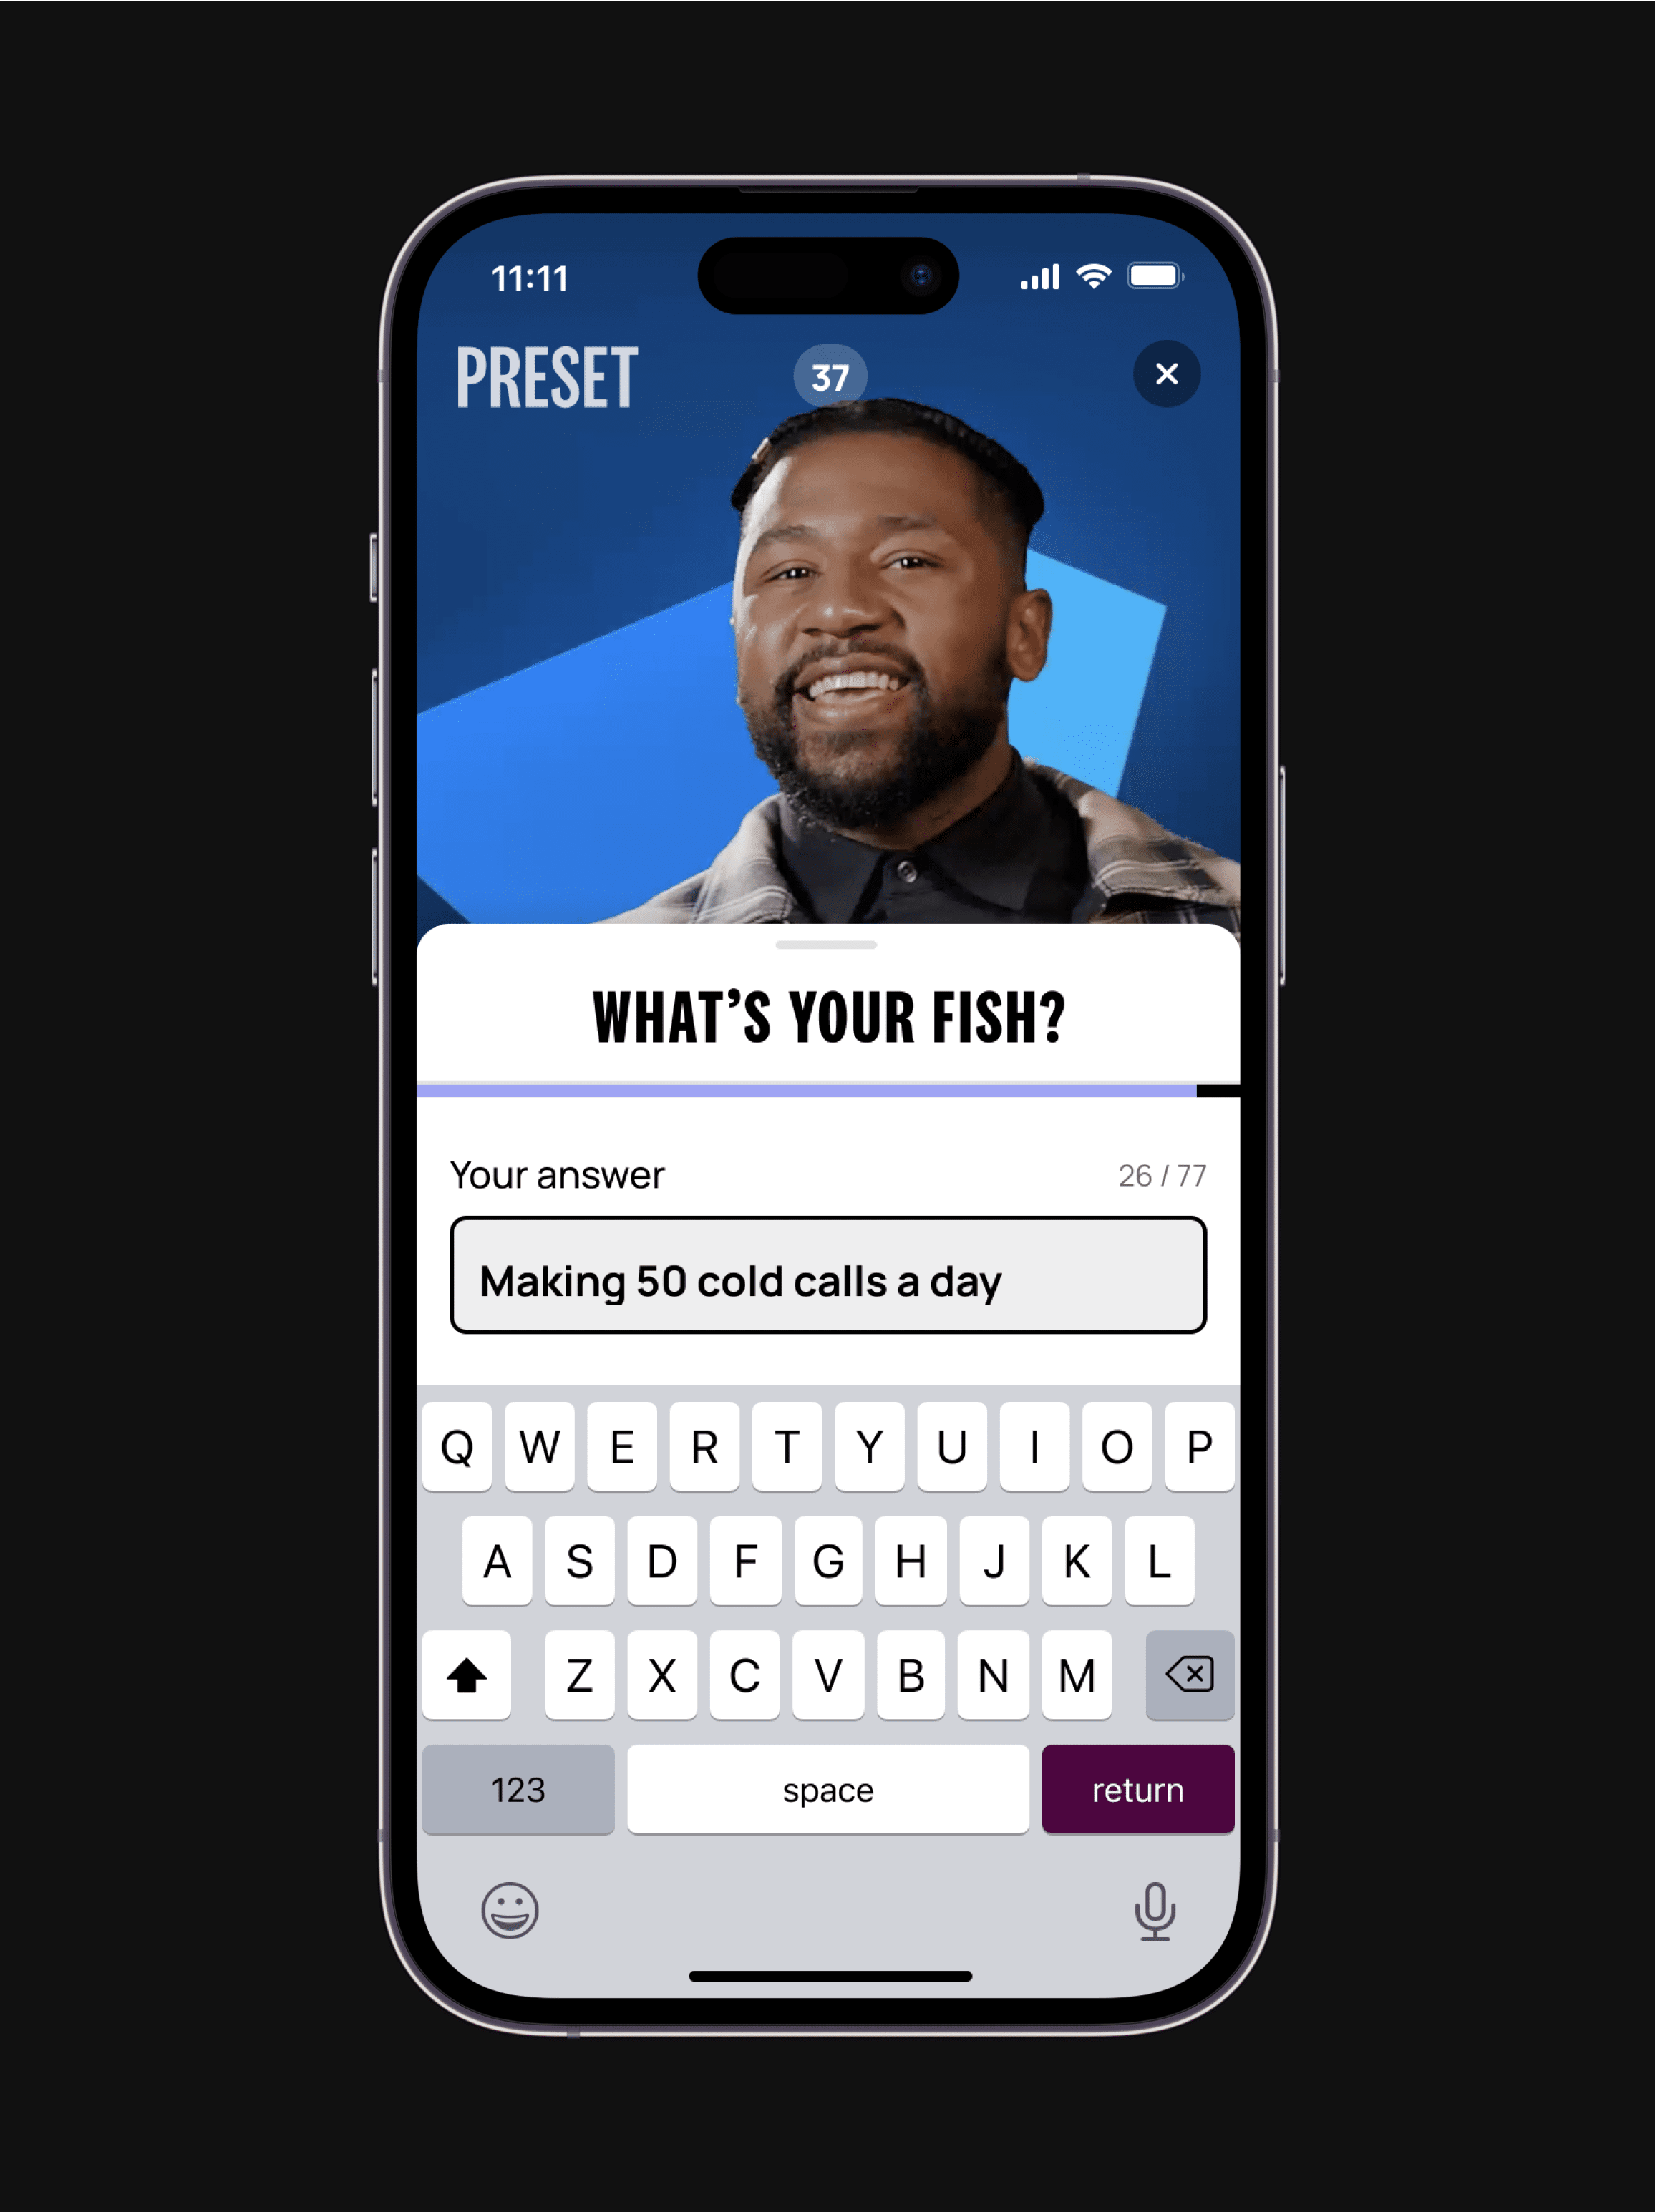 11:11
PRESET
37
WHAT'S YOUR FISH?
Your answer
26 / 77
Making 50 cold calls a day
Q W E R T Y U I O P
A S D F G H J K L
Z X C V B N M
123 space return